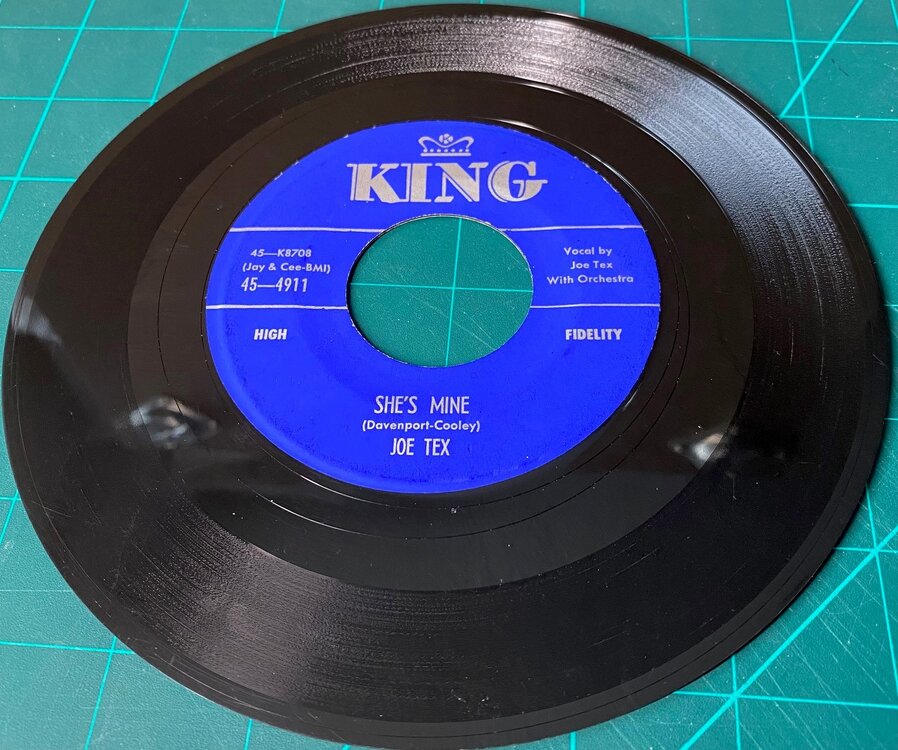 K
KING
45—K8708
(Jay & Cee-BMI)
45—4911
Vocal by
Joe Tex
With Orchestra
HIGH
FIDELITY
SHE'S MINE
(Davenport-Cooley)
JOE TEX